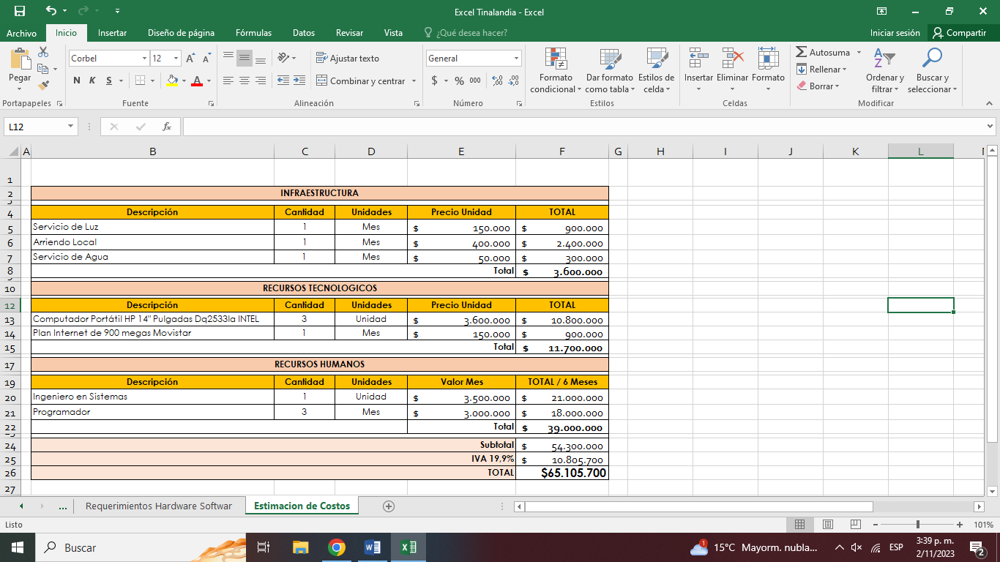 Excel Tinalandia - Excel
Archivo Inicio Insertar Diseño de página Fórmulas Datos Revisar Vista ¿Qué desea hacer? Iniciar sesión Compartir
Pegar Corbel 12 Ajustar texto General Formato condicional Dar formato como tabla Estilos de celda Insertar Eliminar Formato Autosuma Rellenar Borrar Ordenar y filtrar Buscar y seleccionar
N K S Combinar y centrar $ % 000
Portapapeles Fuente Alineación Número Estilos Celdas Modificar
L12 fx
A B C D E F G H I J K L
1
2 INFRAESTRUCTURA
4 Descripción Cantidad Unidades Precio Unidad TOTAL
5 Servicio de Luz 1 Mes $ 150.000 $ 900.000
6 Arriendo Local 1 Mes $ 400.000 $ 2.400.000
7 Servicio de Agua 1 Mes $ 50.000 $ 300.000
8 Total $ 3.600.000
10 RECURSOS TECNOLOGICOS
12 Descripción Cantidad Unidades Precio Unidad TOTAL
13 Computador Portátil HP 14" Pulgadas Dq2533la INTEL 3 Unidad $ 3.600.000 $ 10.800.000
14 Plan Internet de 900 megas Movistar 1 Mes $ 150.000 $ 900.000
15 Total $ 11.700.000
17 RECURSOS HUMANOS
19 Descripción Cantidad Unidades Valor Mes TOTAL / 6 Meses
20 Ingeniero en Sistemas 1 Unidad $ 3.500.000 $ 21.000.000
21 Programador 3 Mes $ 3.000.000 $ 18.000.000
22 Total $ 39.000.000
24 Subtotal $ 54.300.000
25 IVA 19,9% $ 10.805.700
26 TOTAL $65.105.700
27
... Requerimientos Hardware Softwar Estimacion de Costos
Listo 101%
Buscar 1 15°C Mayorm. nubla... ESP 3:39 p. m. 2/11/2023 2